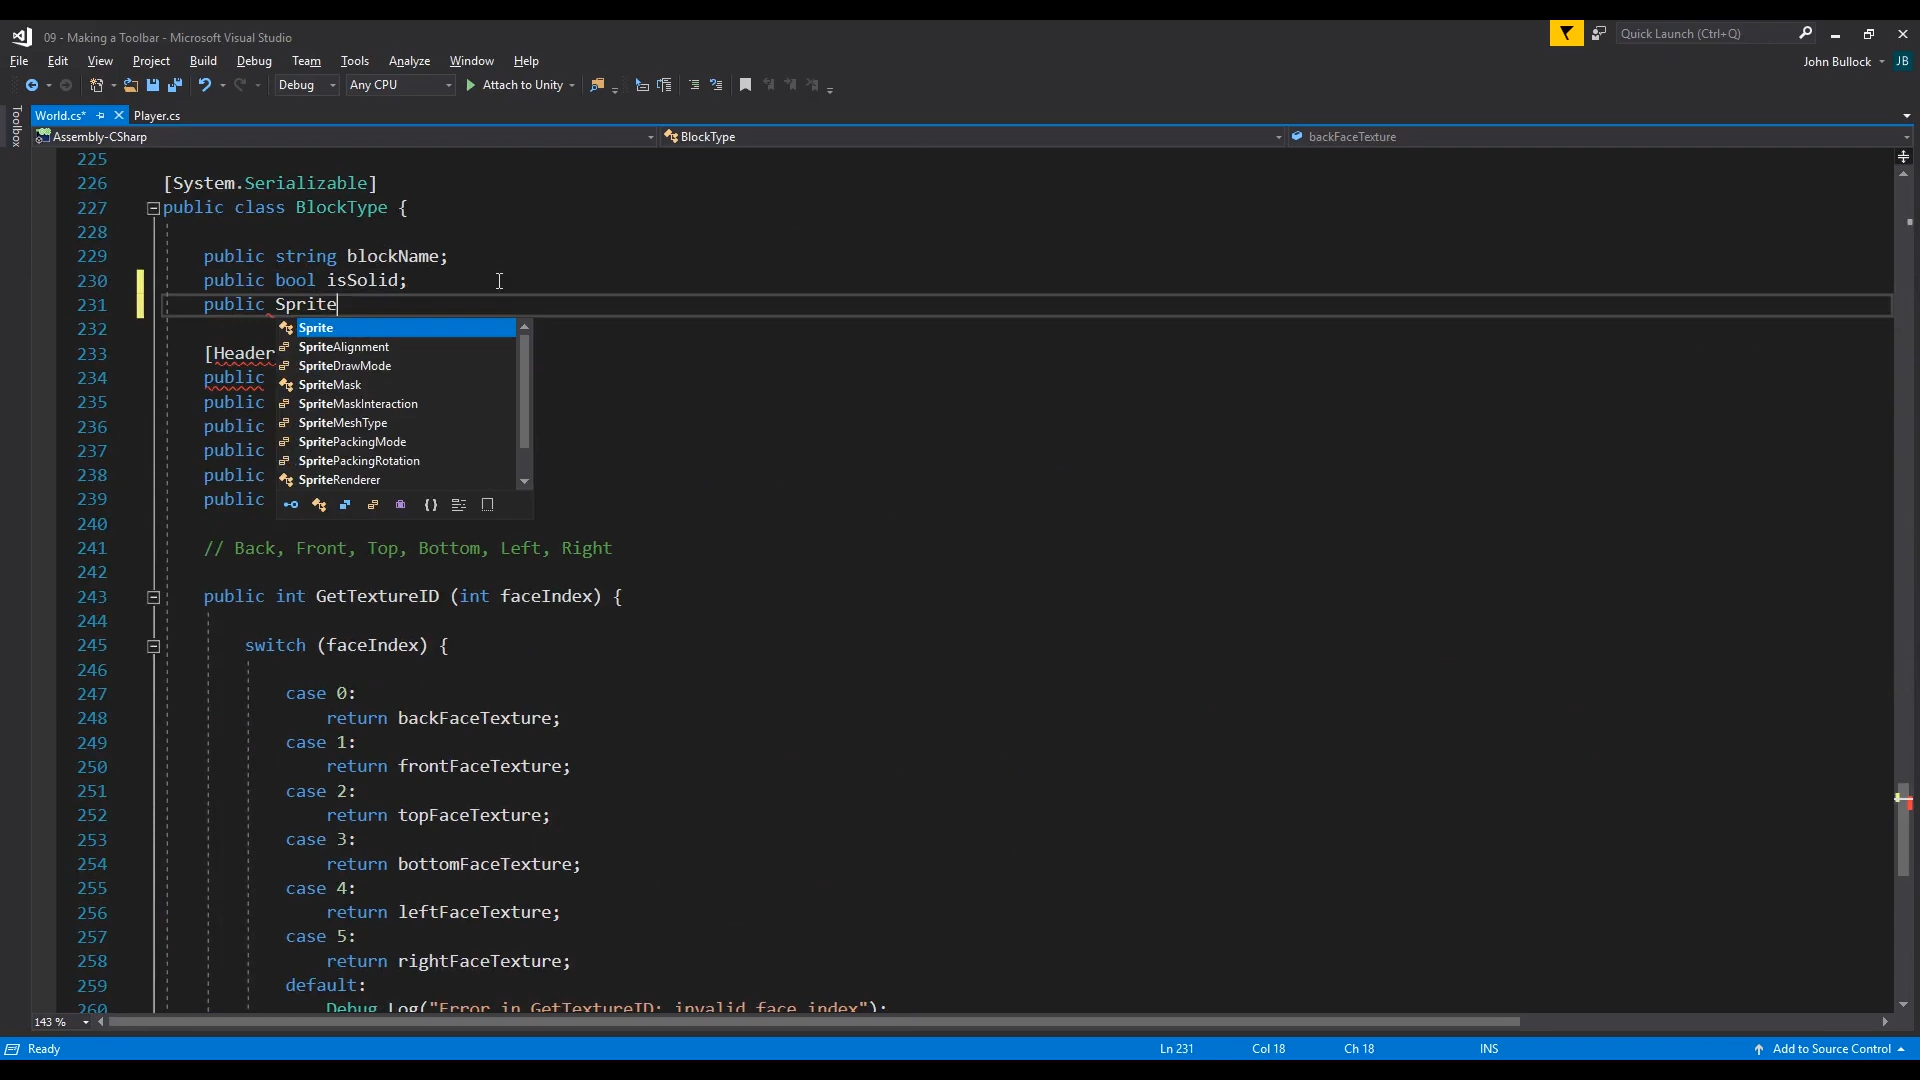 09 - Making a Toolbar - Microsoft Visual Studio
Quick Launch (Ctrl+Q)
File Edit View Project Build Debug Team Tools Analyze Window Help
John Bullock JB
Debug Any CPU Attach to Unity
Toolbox
World.cs* Player.cs
Assembly-CSharp BlockType backFaceTexture
225
226 [System.Serializable]
227 public class BlockType {
228
229 public string blockName;
230 public bool isSolid;
231 public Sprite
232 Sprite
233 [Header SpriteAlignment
SpriteDrawMode
234 public SpriteMask
235 public SpriteMaskInteraction
236 public SpriteMeshType
237 public SpritePackingMode
SpritePackingRotation
238 public SpriteRenderer
239 public
240
241 // Back, Front, Top, Bottom, Left, Right
242
243 public int GetTextureID (int faceIndex) {
244
245 switch (faceIndex) {
246
247 case 0:
248 return backFaceTexture;
249 case 1:
250 return frontFaceTexture;
251 case 2:
252 return topFaceTexture;
253 case 3:
254 return bottomFaceTexture;
255 case 4:
256 return leftFaceTexture;
257 case 5:
258 return rightFaceTexture;
259 default:
260 Debug.Log("Error in GetTextureID; invalid face index");
143 %
Ready Ln 231 Col 18 Ch 18 INS Add to Source Control